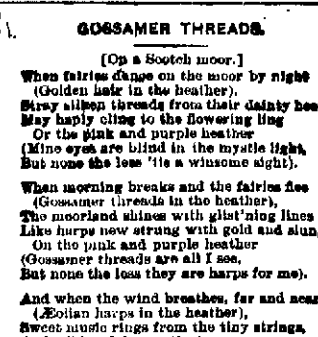 GOSSAMER THREADS.
[On a Scotch moor.]
When fairies dance on the moor by night
(Golden hair in the heather),
Stray silken threads from their dainty
May haply cling to the flowering ling
Or the pink and purple heather
(Mine eyes are blind in the mystic light,
But none the less 'tis a winsome sight).
When morning breaks and the fairies flee
(Gossamer threads in the heather),
The moorland shines with glist'ning lines
Like harps new strung with gold and
On the pink and purple heather
(Gossamer threads are all I see,
But none the less they are harps for me).
And when the wind breathes, far and near
(Æolian harps in the heather),
Sweet music rings from the tiny strings,